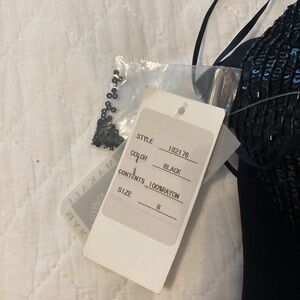 STYLE 182176
COLOR BLACK
CONTENTS 100%RAYON
SIZE 8